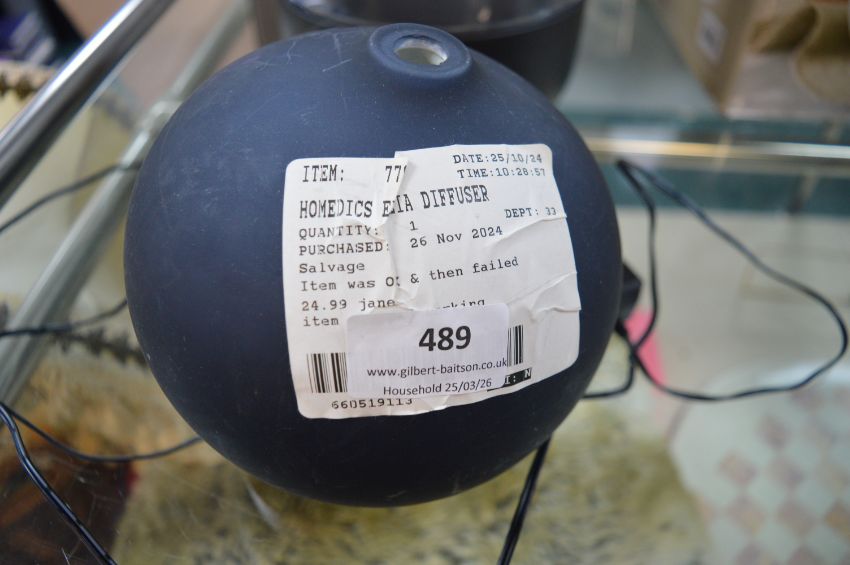 DATE:25/10/24
ITEM: 77
TIME:10:28:57
HOMEDICS DIFFUSER
QUANTITY: 1 DEPT: 33
PURCHASED: 26 Nov 2024
Salvage
Item was & then failed
24.99 jane
item
489
www.gilbert-baitson.co.uk
Household 25/03/26
: N
660519113